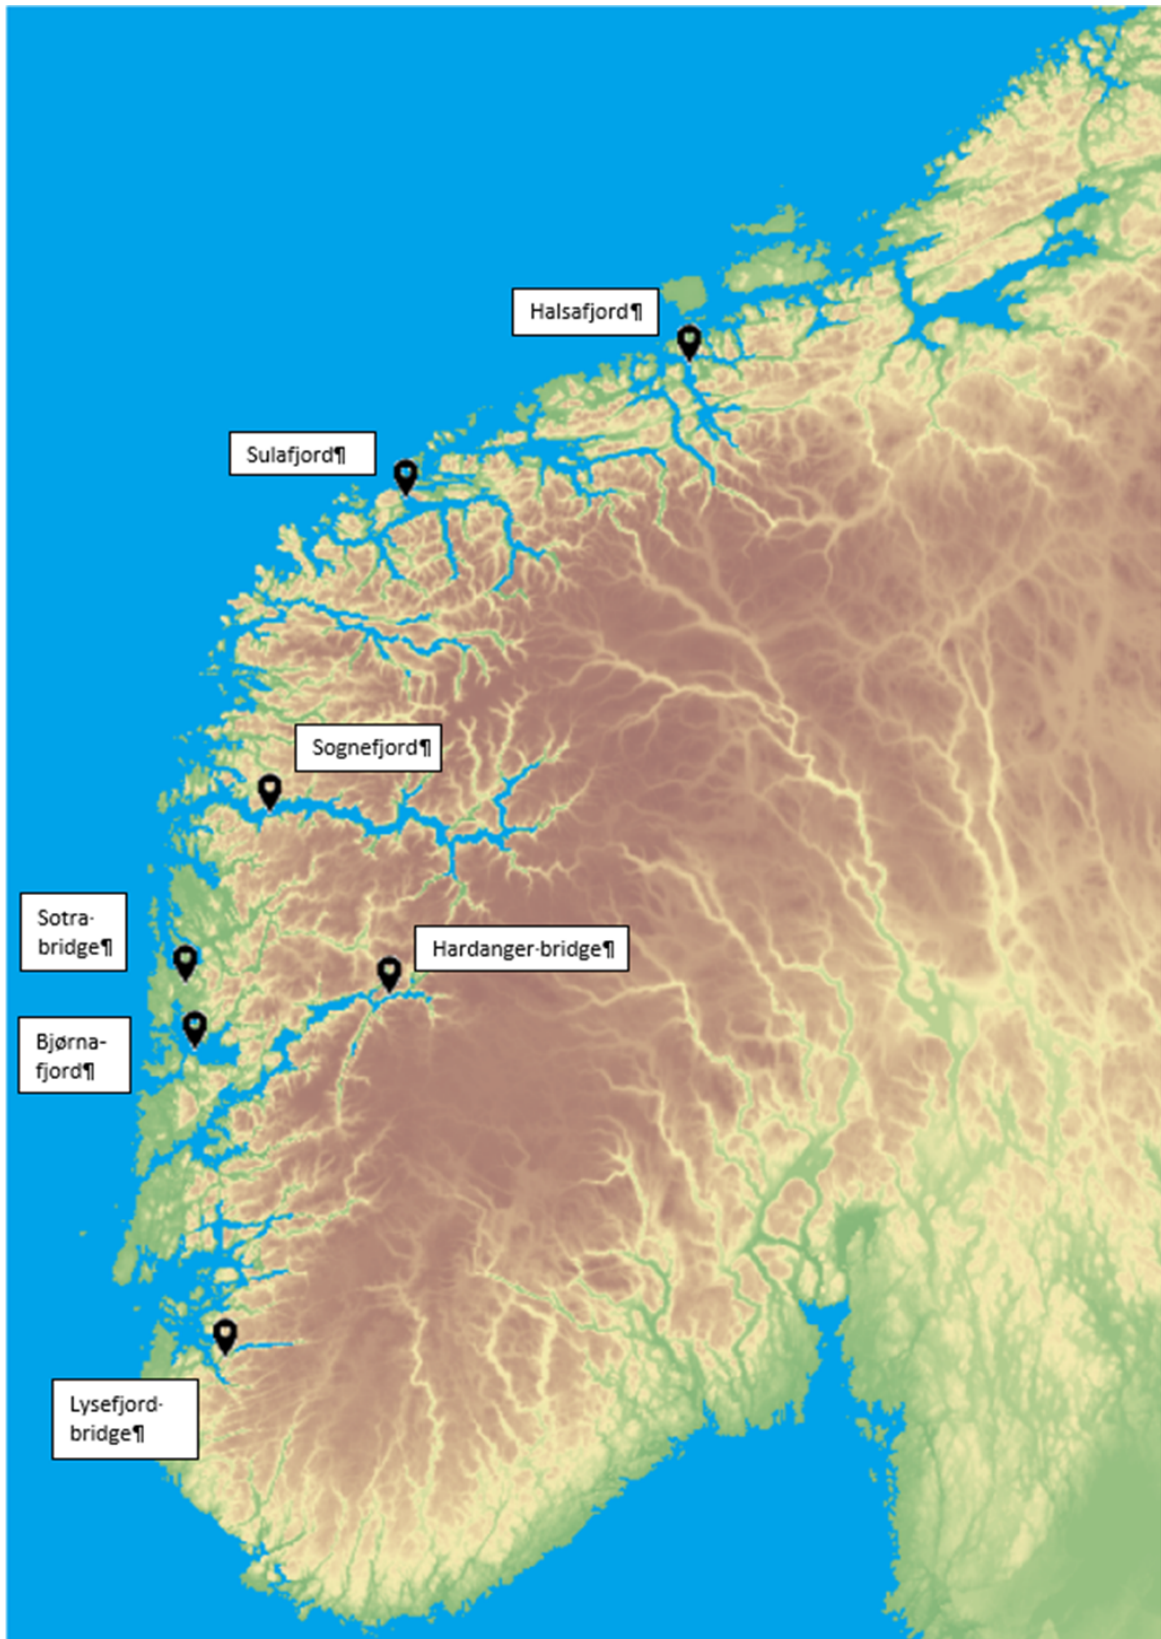 Halsafjord¶
Sulafjord¶
Sognefjord¶
Sotra-
bridge¶
Hardanger-bridge¶
Bjørna-
fjord¶
Lysefjord-
bridge¶